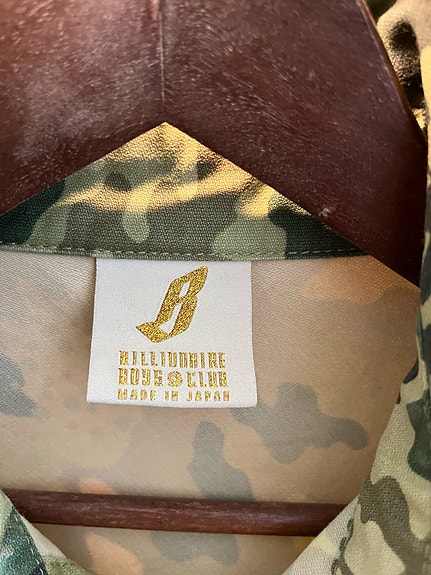 B
BILLIONAIRE
BOYS CLUB
MADE IN JAPAN